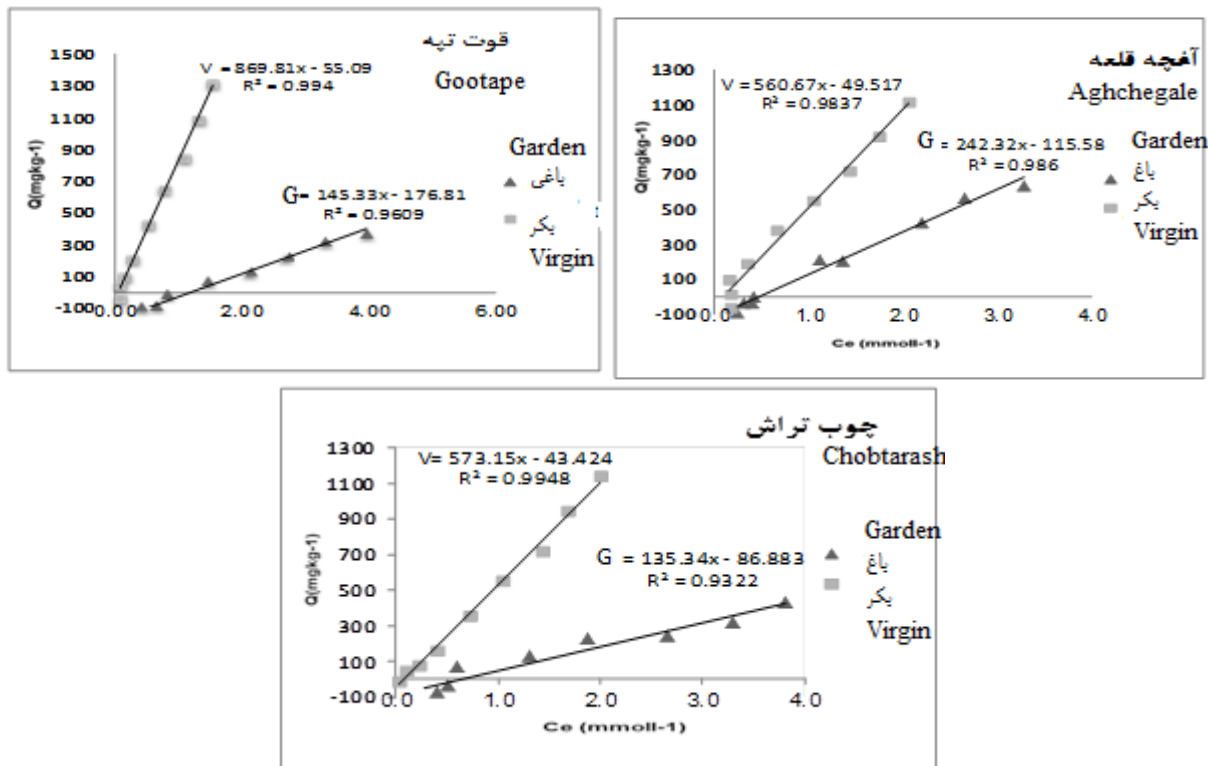 قوت تپه
Gootape
V = 869.81x - 55.09
R² = 0.994
G= 145.33x - 176.81
R² = 0.9609
Garden
باغی
بکر
Virgin
Q(mgkg-1)
1500
1300
1100
900
700
500
300
100
-100
0.00
2.00
4.00
6.00
آغچه قلعه
Aghchegale
V = 560.67x - 49.517
R² = 0.9837
G = 242.32x - 115.58
R² = 0.986
Garden
باغ
بکر
Virgin
Q(mgkg-1)
1300
1100
900
700
500
300
100
-100
0.0
1.0
2.0
3.0
4.0
Ce (mmoll-1)
چوب تراش
Chobtarash
V= 573.15x - 43.424
R² = 0.9948
G = 135.34x - 86.883
R² = 0.9322
Garden
باغ
بکر
Virgin
Q(mgkg-1)
1300
1100
900
700
500
300
100
-100
0.0
1.0
2.0
3.0
4.0
Ce (mmoll-1)